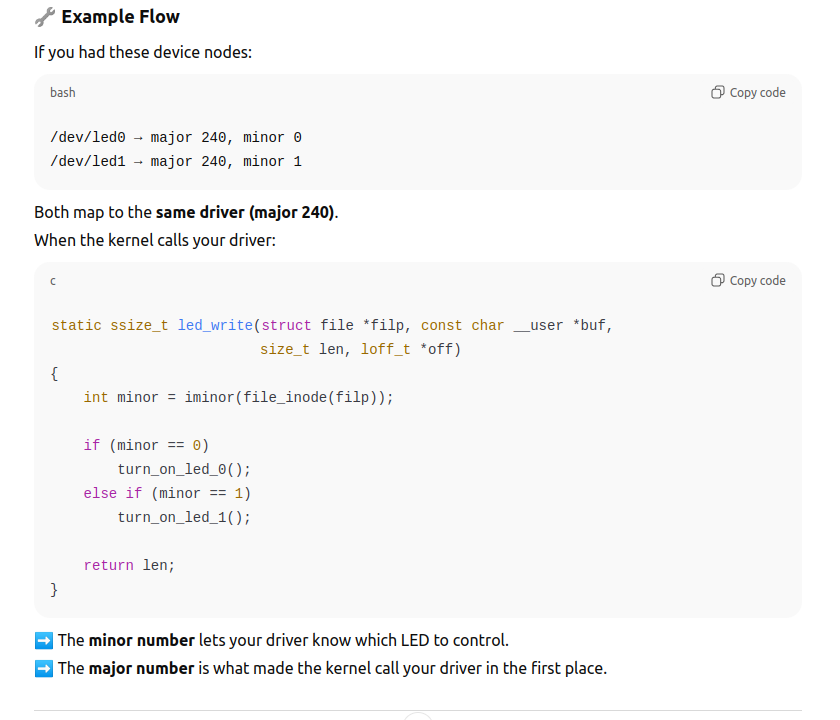 🔧 Example Flow
If you had these device nodes:
bash
Copy code
/dev/led0 → major 240, minor 0
/dev/led1 → major 240, minor 1
Both map to the same driver (major 240).
When the kernel calls your driver:
c
Copy code
static ssize_t led_write(struct file *filp, const char __user *buf,
                         size_t len, loff_t *off)
{
    int minor = iminor(file_inode(filp));

    if (minor == 0)
        turn_on_led_0();
    else if (minor == 1)
        turn_on_led_1();

    return len;
}
➡️ The minor number lets your driver know which LED to control.
➡️ The major number is what made the kernel call your driver in the first place.